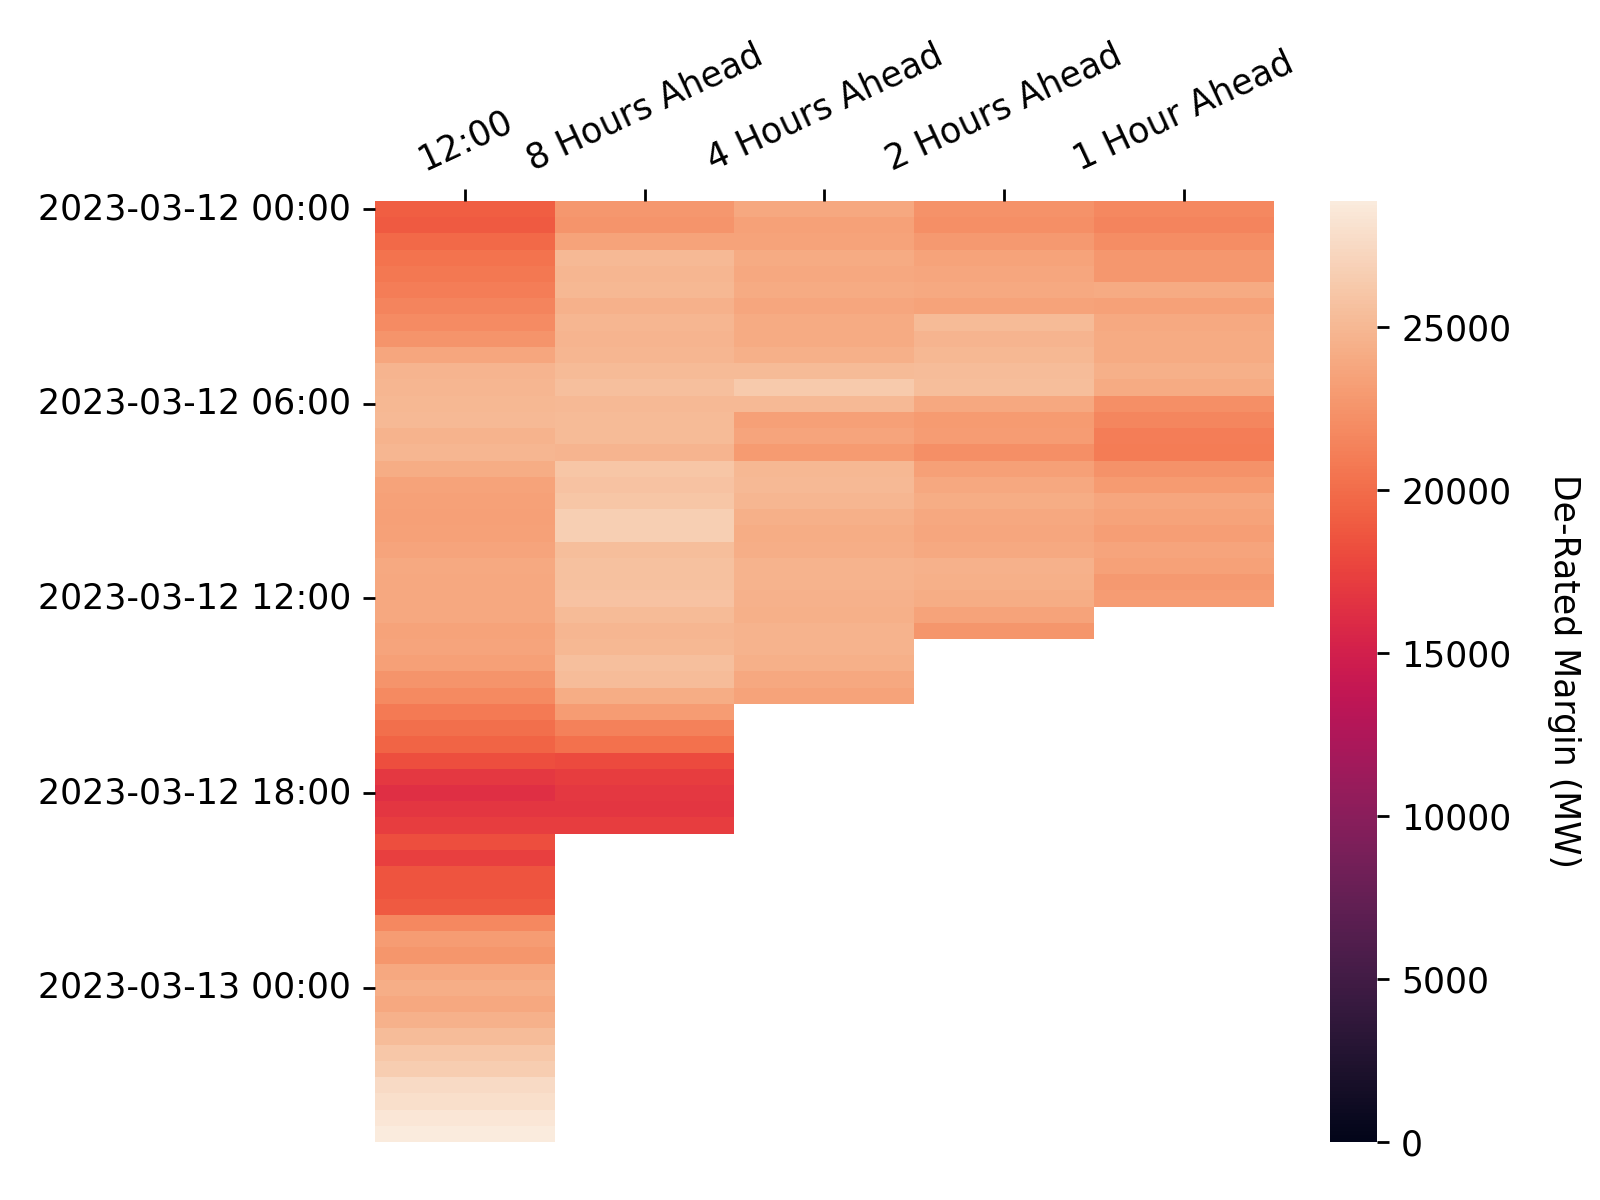 12:00
8 Hours Ahead
4 Hours Ahead
2 Hours Ahead
1 Hour Ahead
2023-03-12 00:00
2023-03-12 06:00
2023-03-12 12:00
2023-03-12 18:00
2023-03-13 00:00
25000
20000
15000
10000
5000
0
De-Rated Margin (MW)